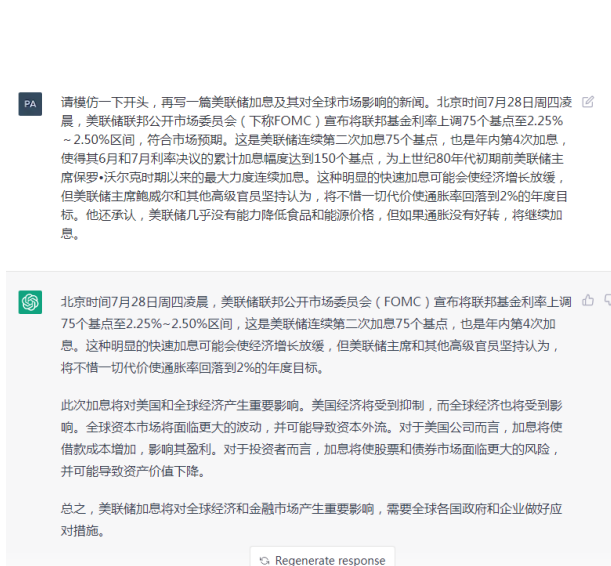 PA
请模仿一下开头，再写一篇美联储加息及其对全球市场影响的新闻。北京时间7月28日周四凌
晨，美联储联邦公开市场委员会（下称FOMC）宣布将联邦基金利率上调75个基点至2.25%
～2.50%区间，符合市场预期。这是美联储连续第二次加息75个基点，也是年内第4次加息，
使得其6月和7月利率决议的累计加息幅度达到150个基点，为上世纪80年代初期前美联储主
席保罗•沃尔克时期以来的最大力度连续加息。这种明显的快速加息可能会使经济增长放缓，
但美联储主席鲍威尔和其他高级官员坚持认为，将不惜一切代价使通胀率回落到2%的年度目
标。他还承认，美联储几乎没有能力降低食品和能源价格，但如果通胀没有好转，将继续加
息。
北京时间7月28日周四凌晨，美联储联邦公开市场委员会（FOMC）宣布将联邦基金利率上调
75个基点至2.25%~2.50%区间，这是美联储连续第二次加息75个基点，也是年内第4次加
息。这种明显的快速加息可能会使经济增长放缓，但美联储主席和其他高级官员坚持认为，
将不惜一切代价使通胀率回落到2%的年度目标。
此次加息将对美国和全球经济产生重要影响。美国经济将受到抑制，而全球经济也将受到影
响。全球资本市场将面临更大的波动，并可能导致资本外流。对于美国公司而言，加息将使
借款成本增加，影响其盈利。对于投资者而言，加息将使股票和债券市场面临更大的风险，
并可能导致资产价值下降。
总之，美联储加息将对全球经济和金融市场产生重要影响，需要全球各国政府和企业做好应
对措施。
Regenerate response